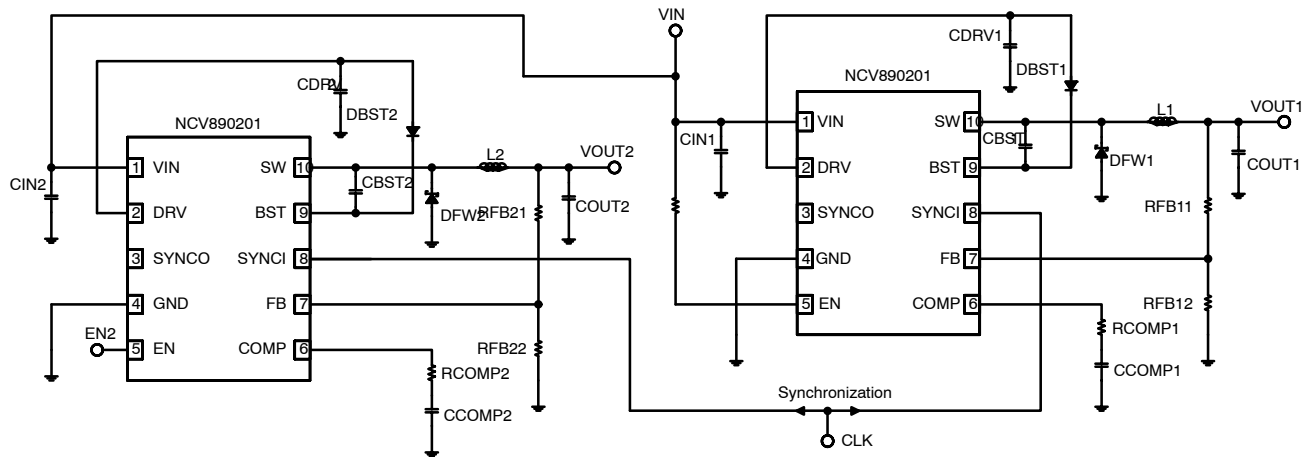 VIN
CDRV1
DBST1
NCV890201
1 VIN
SW 10
CBST1
L1
VOUT1
CIN1
2 DRV
BST 9
DFW1
COUT1
3 SYNCO
SYNCI 8
RFB11
4 GND
FB 7
5 EN
COMP 6
RFB12
RCOMP1
CCOMP1
CDRV2
DBST2
NCV890201
1 VIN
SW 10
L2
VOUT2
CIN2
CBST2
2 DRV
BST 9
DFW2
RFB21
COUT2
3 SYNCO
SYNCI 8
4 GND
FB 7
EN2
5 EN
COMP 6
RFB22
RCOMP2
CCOMP2
Synchronization
CLK